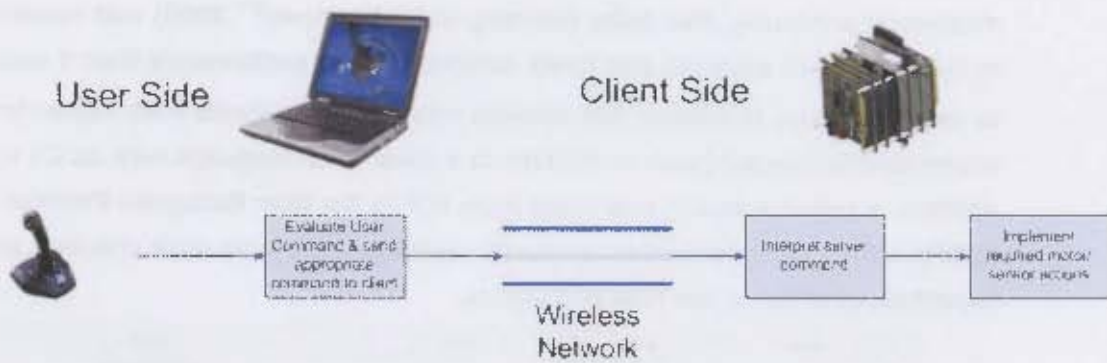 User Side
Client Side
Evaluate User
Command & send
appropriate
command to client
Interpret server
command
Implement
required motor/
sensor actions
Wireless
Network